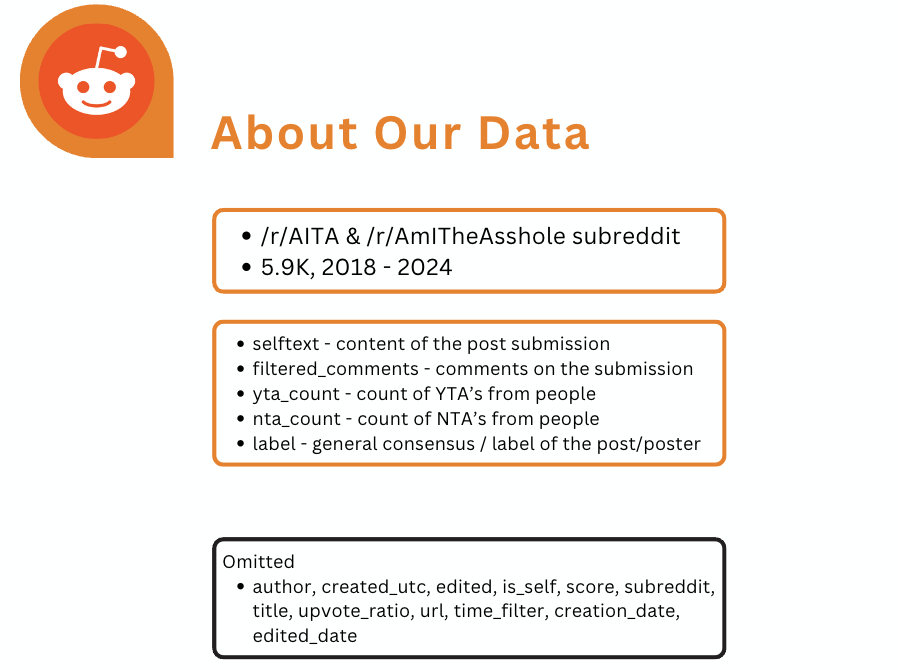 About Our Data
• /r/AITA & /r/AmITheAsshole subreddit
• 5.9K, 2018 - 2024
• selftext - content of the post submission
• filtered_comments - comments on the submission
• yta_count - count of YTA’s from people
• nta_count - count of NTA’s from people
• label - general consensus / label of the post/poster
Omitted
• author, created_utc, edited, is_self, score, subreddit,
title, upvote_ratio, url, time_filter, creation_date,
edited_date